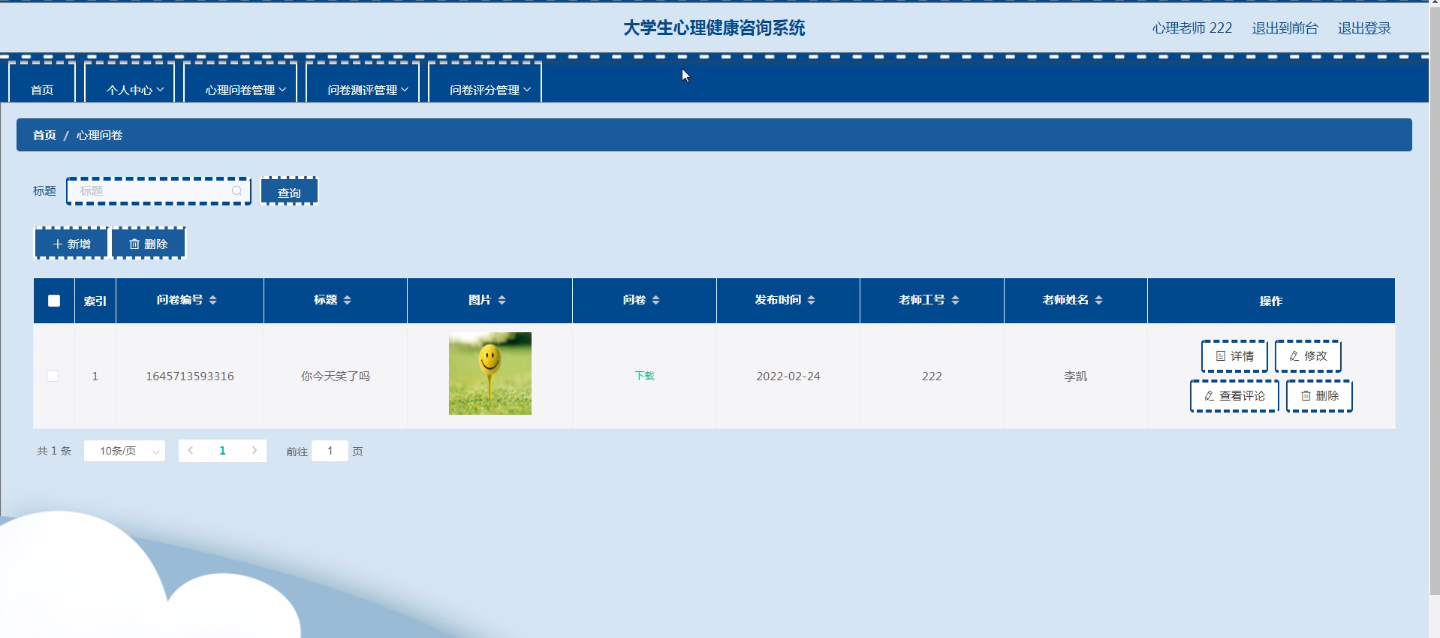 大学生心理健康咨询系统
心理老师 222 退出到前台 退出登录
首页 个人中心 心理问卷管理 问卷测评管理 问卷评分管理
首页 / 心理问卷
标题 标题 查询
新增 删除
索引 问卷编号 标题 图片 问卷 发布时间 老师工号 老师姓名 操作
1 1645713593316 你今天笑了吗 下载 2022-02-24 222 李凯 详情 修改
查看评论 删除
共 1 条 10条/页 1 前往 1 页